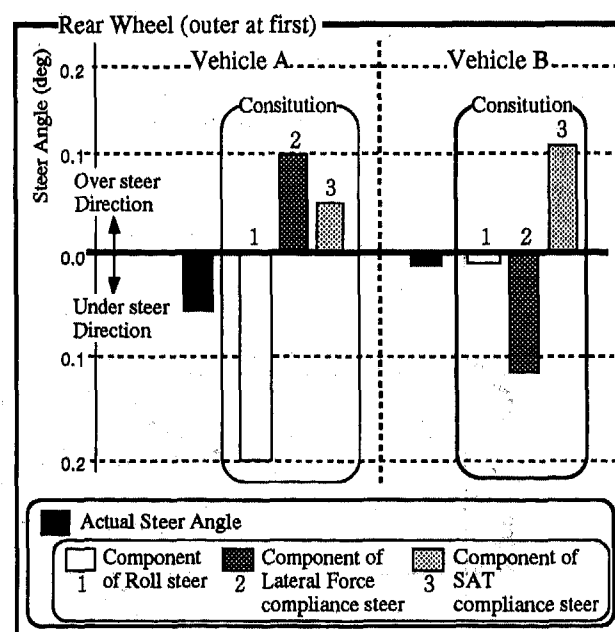 Rear Wheel (outer at first)
Vehicle A
Vehicle B
Steer Angle (deg)
0.2
0.1
0.0
0.1
0.2
Over steer
Direction
Under steer
Direction
Consitution
1
2
3
Consitution
1
2
3
Actual Steer Angle
Component
of Roll steer
1
Component of
Lateral Force
compliance steer
2
Component of
SAT
compliance steer
3